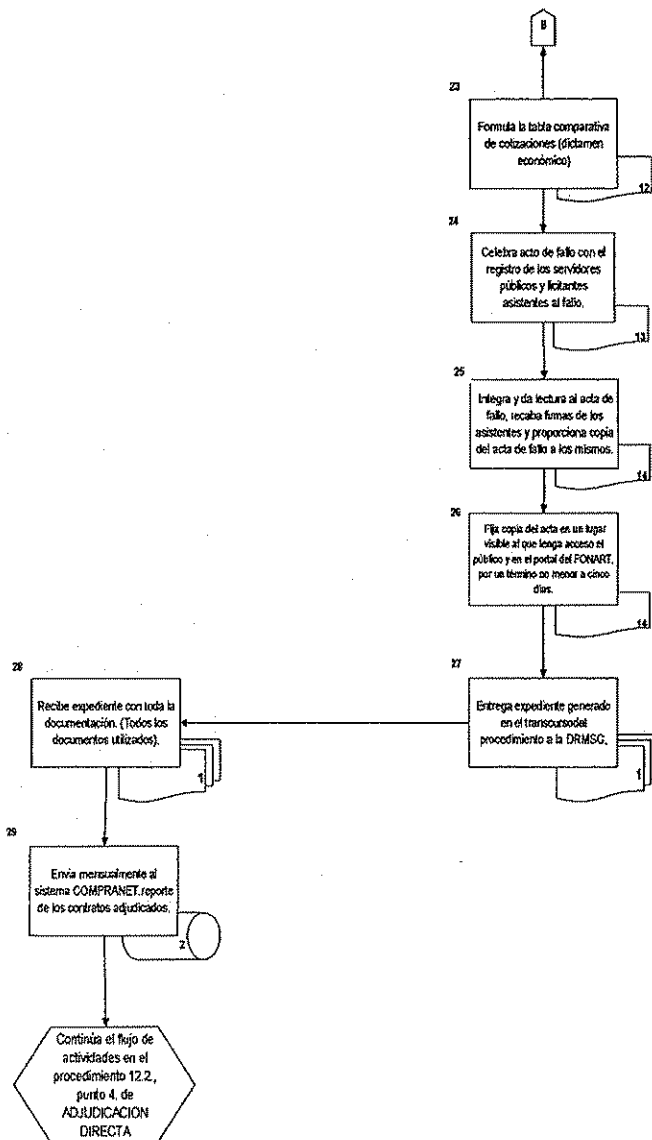 B
23
Formula la tabla comparativa
de cotizaciones (dictamen
económico)
12
24
Celebra acto de fallo con el
registro de los servidores
públicos y licitantes
asistentes al fallo.
13
25
Integra y da lectura al acta de
fallo, recaba firmas de los
asistentes y proporciona copia
del acta de fallo a los mismos.
14
26
Fija copia del acta en un lugar
visible al que tenga acceso el
público y en el portal del FONART,
por un término no menor a cinco
días.
14
27
Entrega expediente generado
en el transcursodel
procedimiento a la DRMSG.
1
28
Recibe expediente con toda la
documentación. (Todos los
documentos utilizados).
1
29
Envia mensualmente al
sistema COMPRANET reporte
de los contratos adjudicados.
2
Continúa el flujo de
actividades en el
procedimiento 12.2.,
punto 4. de
ADJUDICACION
DIRECTA